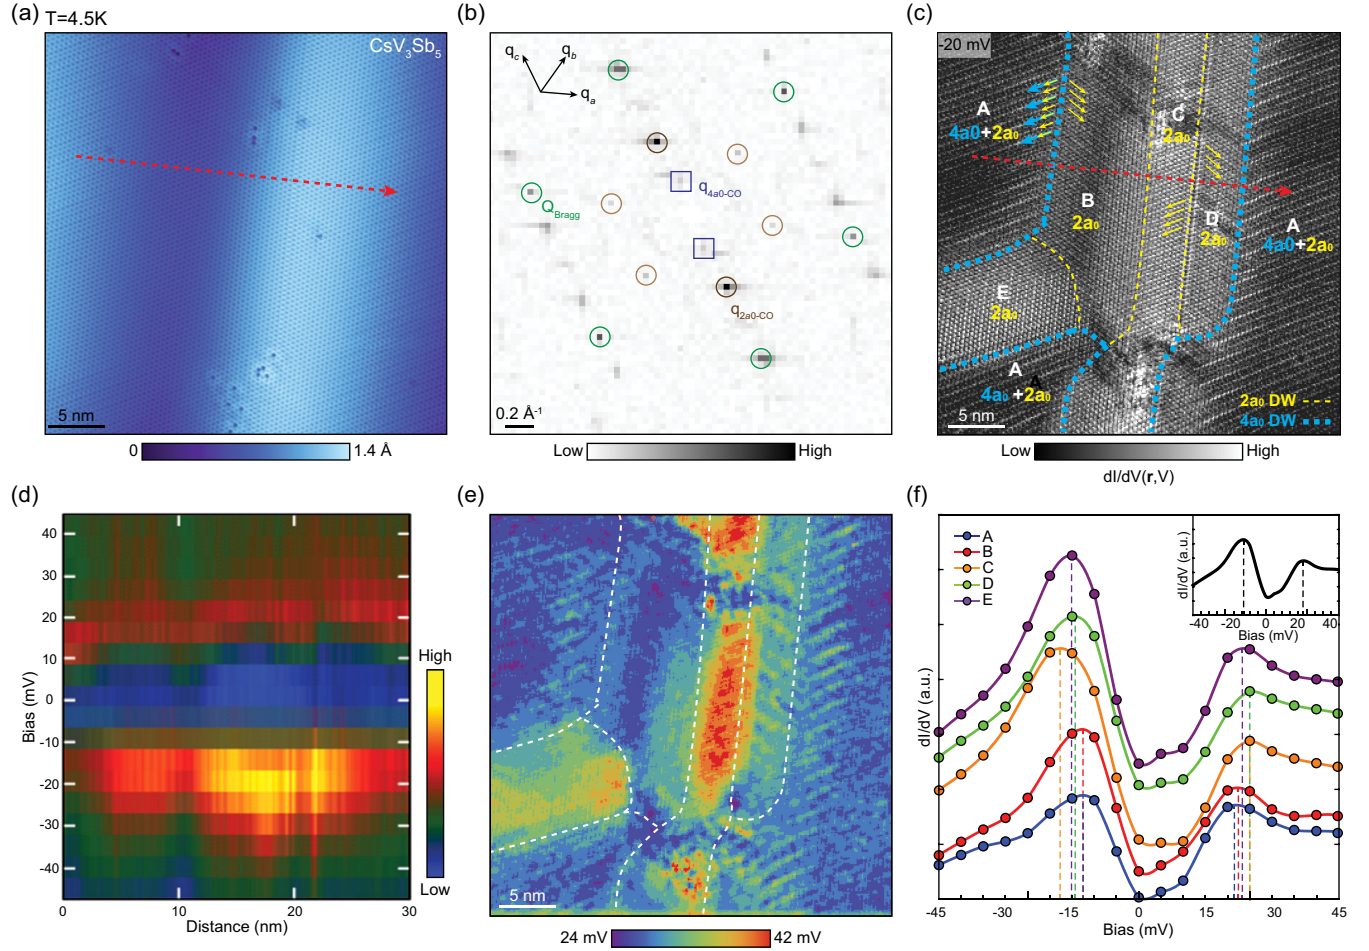 (a)
T=4.5K
CsV3Sb5
5 nm
0
1.4 Å
(b)
qc
qb
qa
q4a0-CO
QBragg
q2a0-CO
0.2 Å-1
Low
High
(c)
-20 mV
A
4a0+2a0
C
2a0
B
2a0
D
2a0
A
4a0+2a0
E
2a0
A
A
4a0 +2a0
2a0 DW
4a0 DW
5 nm
Low
High
dI/dV(r,V)
(d)
40
30
20
10
0
-10
-20
-30
-40
Bias (mV)
0
10
20
30
Distance (nm)
High
Low
(e)
5 nm
24 mV
42 mV
(f)
A
B
C
D
E
dI/dV (a.u.)
-45
-30
-15
0
15
30
45
Bias (mV)
dI/dV (a.u.)
-40
-20
0
20
40
Bias (mV)